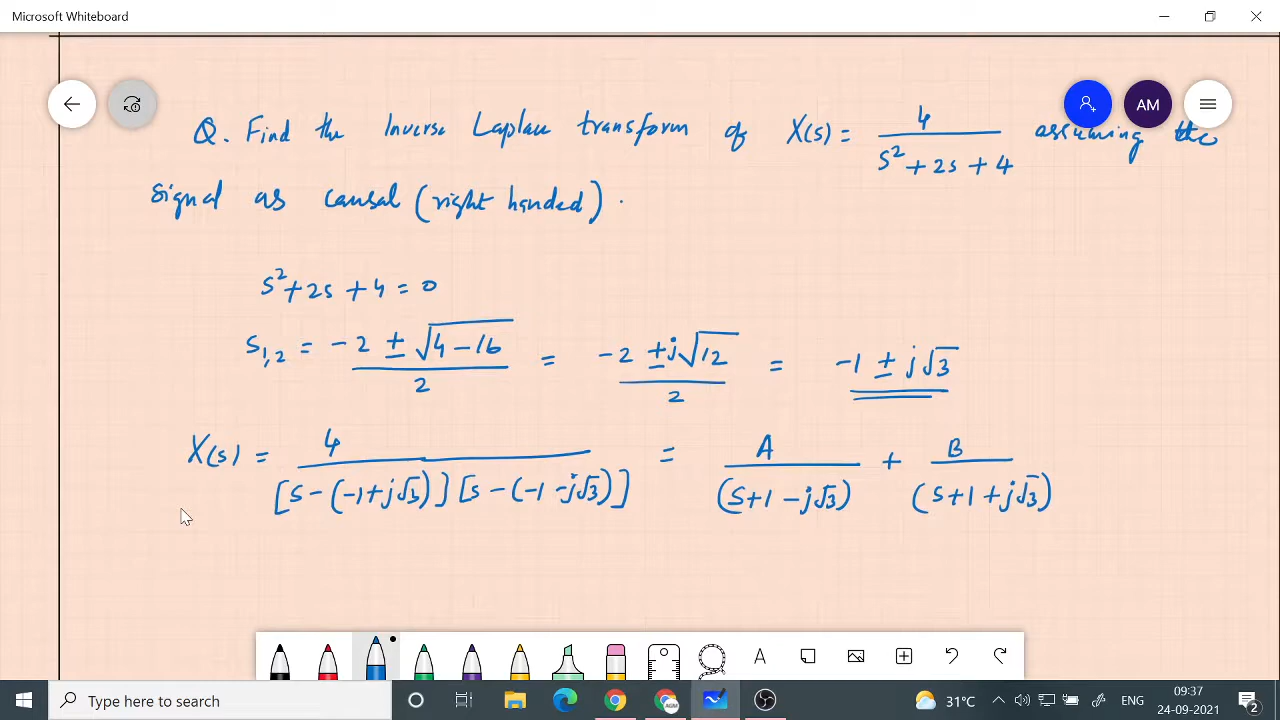 Microsoft Whiteboard
AM
Q. Find the Inverse Laplace transform of X(s) = 4 / (s² + 2s + 4) assuming the
signal as causal (right handed).
s² + 2s + 4 = 0
s₁,₂ = (-2 ± √(4-16)) / 2 = (-2 ± j√12) / 2 = -1 ± j√3
X(s) = 4 / ([s - (-1+j√3)] [s - (-1-j√3)]) = A / (s+1-j√3) + B / (s+1+j√3)
A
Type here to search
AGM
31°C
ENG
09:37
24-09-2021
2